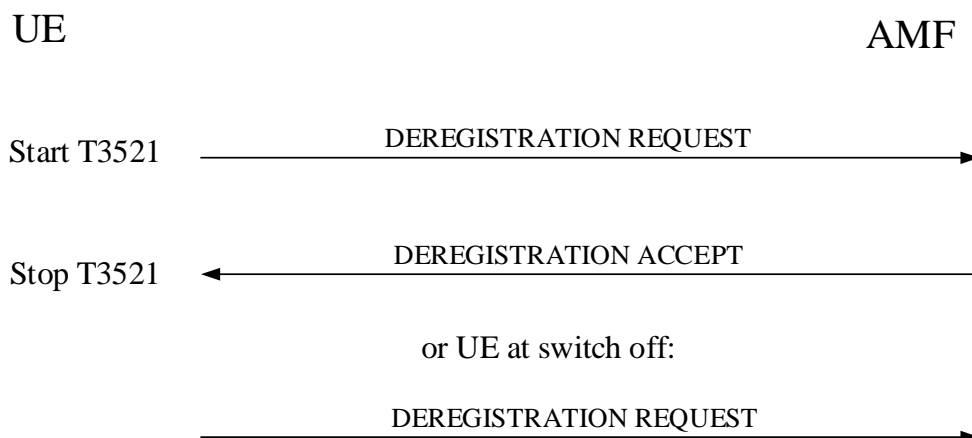 UE
AMF
Start T3521
DEREGISTRATION REQUEST
Stop T3521
DEREGISTRATION ACCEPT
or UE at switch off:
DEREGISTRATION REQUEST